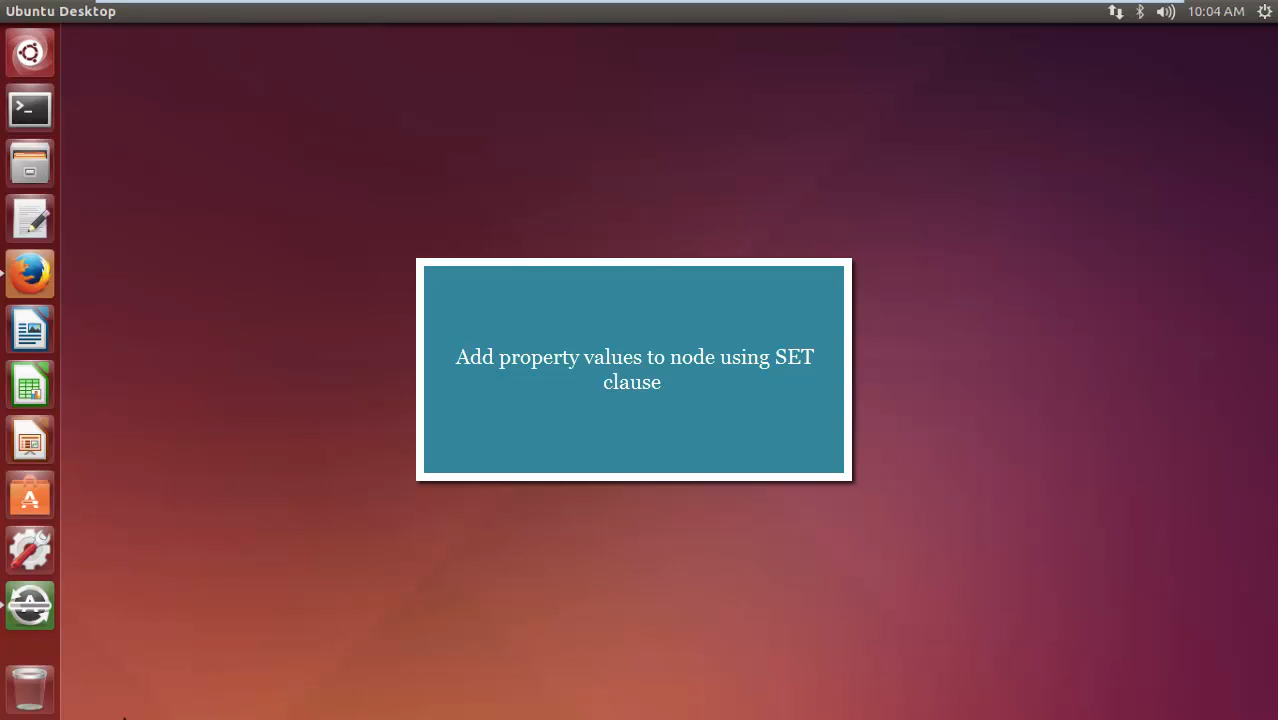 Ubuntu Desktop
10:04 AM
Add property values to node using SET
clause